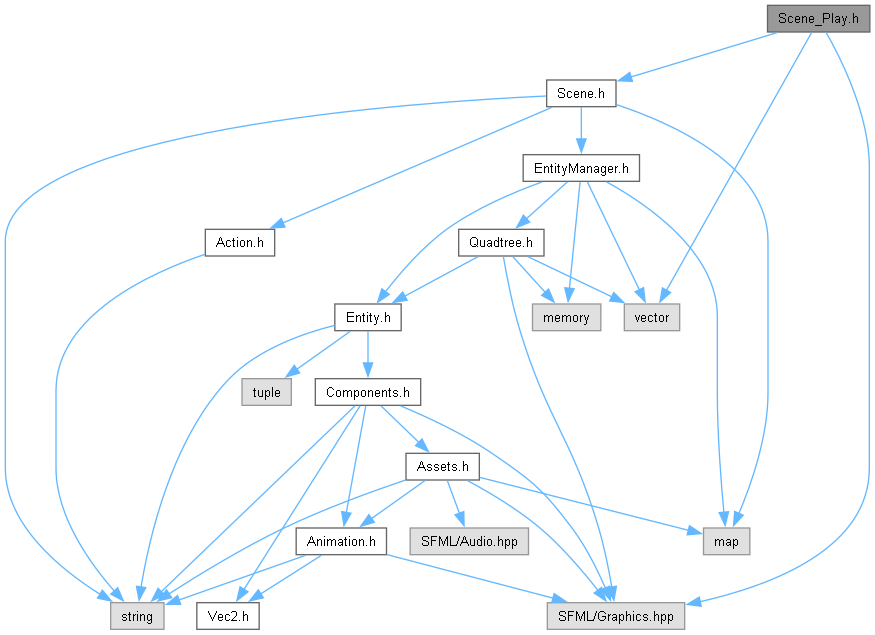 Scene_Play.h
Scene.h
EntityManager.h
Action.h
Quadtree.h
Entity.h
memory
vector
tuple
Components.h
Assets.h
Animation.h
SFML/Audio.hpp
map
string
Vec2.h
SFML/Graphics.hpp